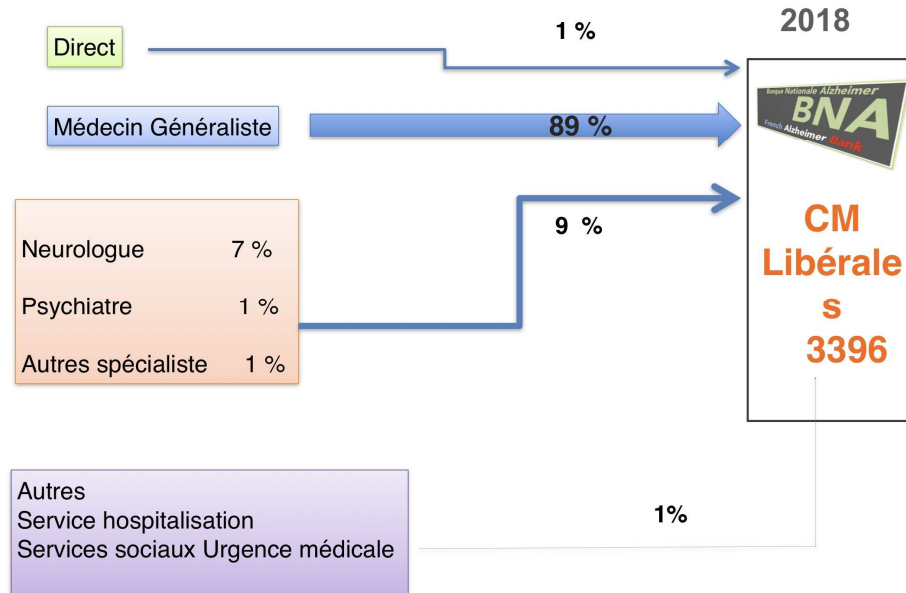 2018
Direct
1 %
Banque Nationale Alzheimer
BNA
French Alzheimer Bank
Médecin Généraliste
89 %
Neurologue 7 %
Psychiatre 1 %
Autres spécialiste 1 %
9 %
CM
Libérale
s
3396
Autres
Service hospitalisation
Services sociaux Urgence médicale
1%